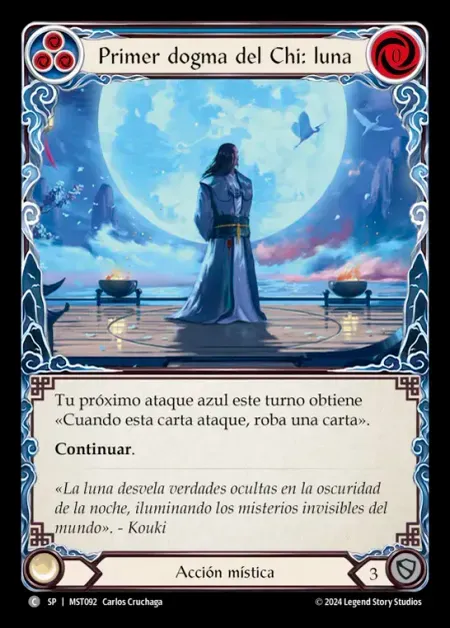 Primer dogma del Chi: luna
0
Tu próximo ataque azul este turno obtiene
«Cuando esta carta ataque, roba una carta».
Continuar.
«La luna desvela verdades ocultas en la oscuridad
de la noche, iluminando los misterios invisibles del
mundo». - Kouki
Acción mística
3
C SP | MST092 Carlos Cruchaga
© 2024 Legend Story Studios